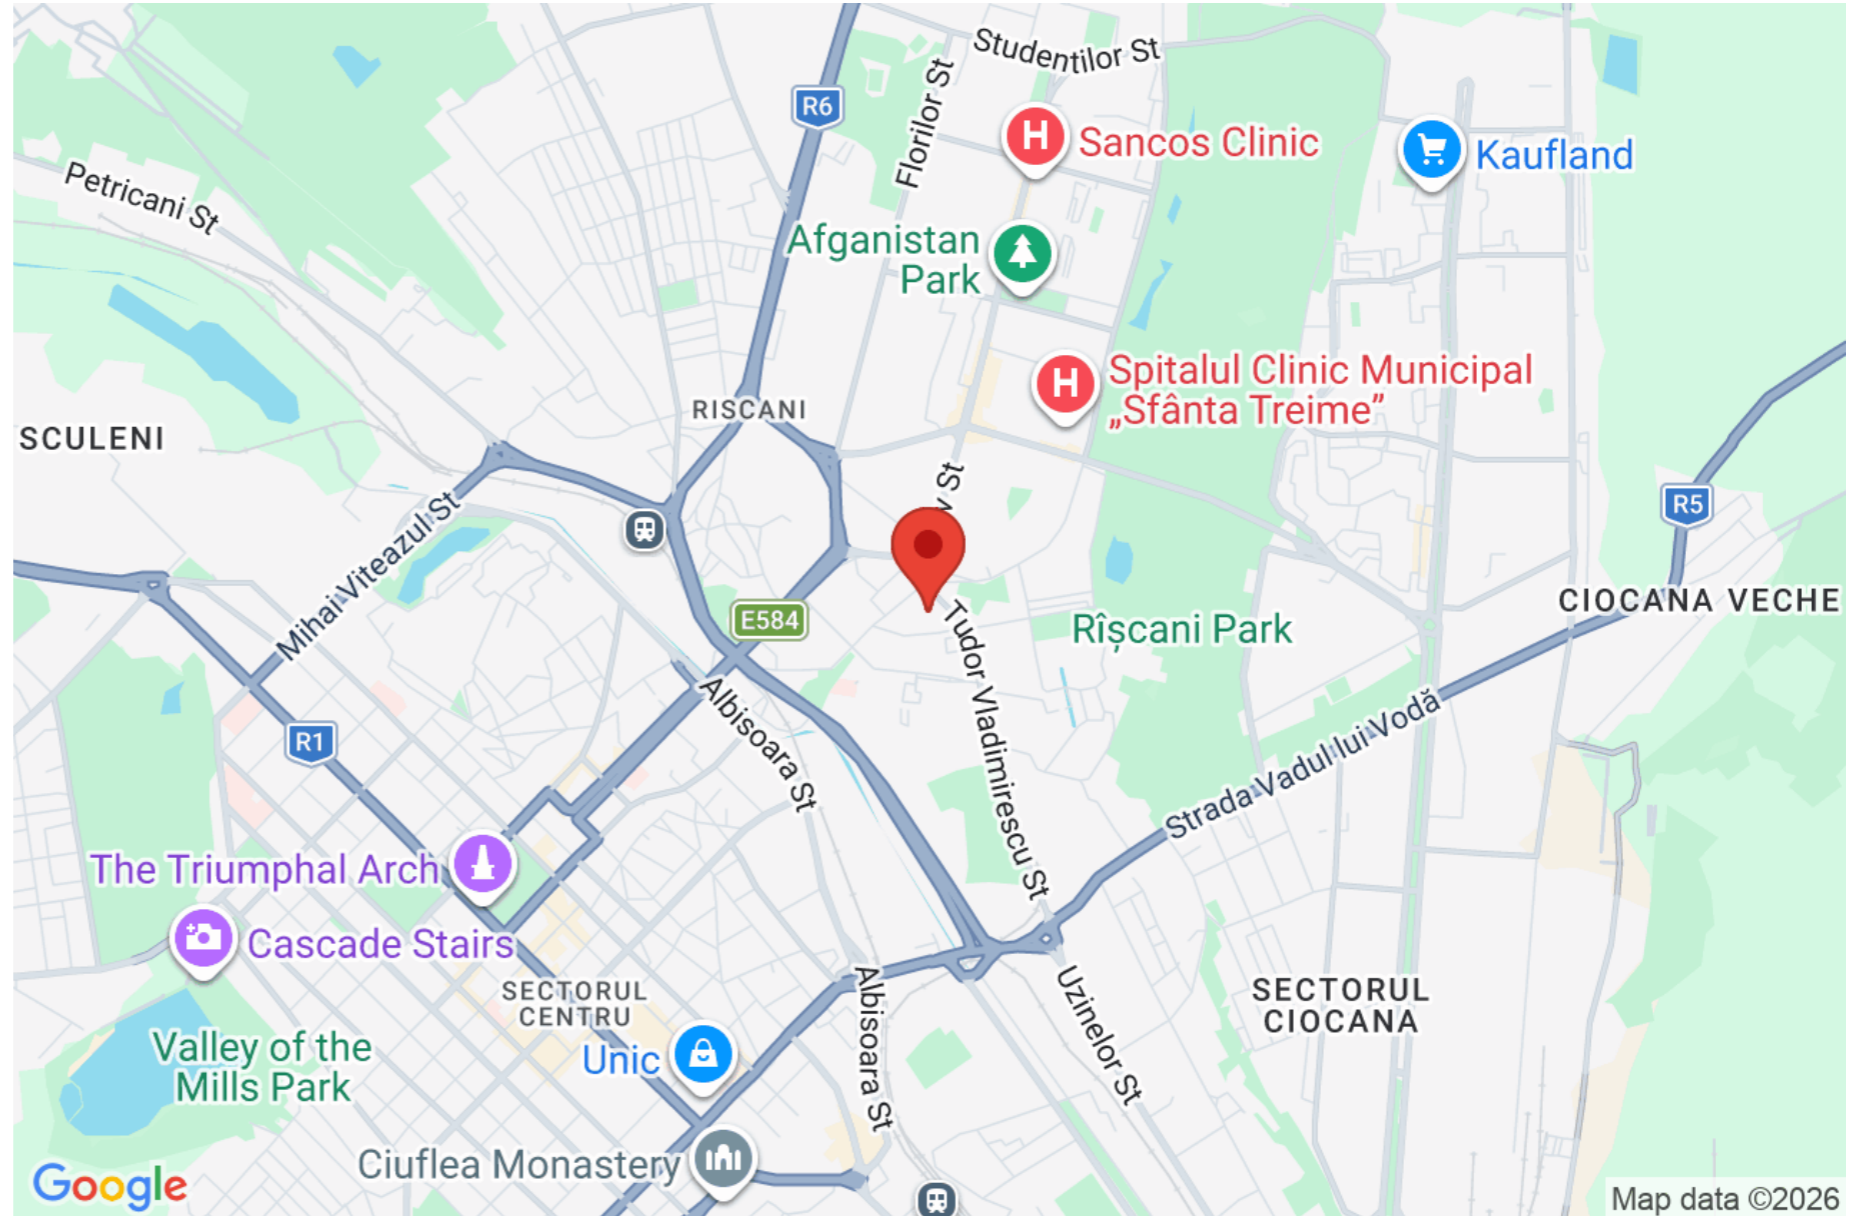 Studentilor St
R6
Florilor St
Sancos Clinic
Kaufland
Petricani St
Afganistan
Park
Spitalul Clinic Municipal
„Sfânta Treime”
RISCANI
SCULENI
v St
R5
Mihai Viteazul St
E584
CIOCANA VECHE
Rîșcani Park
Tudor Vladimirescu St
Albisoara St
R1
Strada Vadul lui Vodă
The Triumphal Arch
Cascade Stairs
SECTORUL
CENTRU
Albisoara St
Uzinelor St
SECTORUL
CIOCANA
Valley of the
Mills Park
Unic
Ciuflea Monastery
Google
Map data ©2026